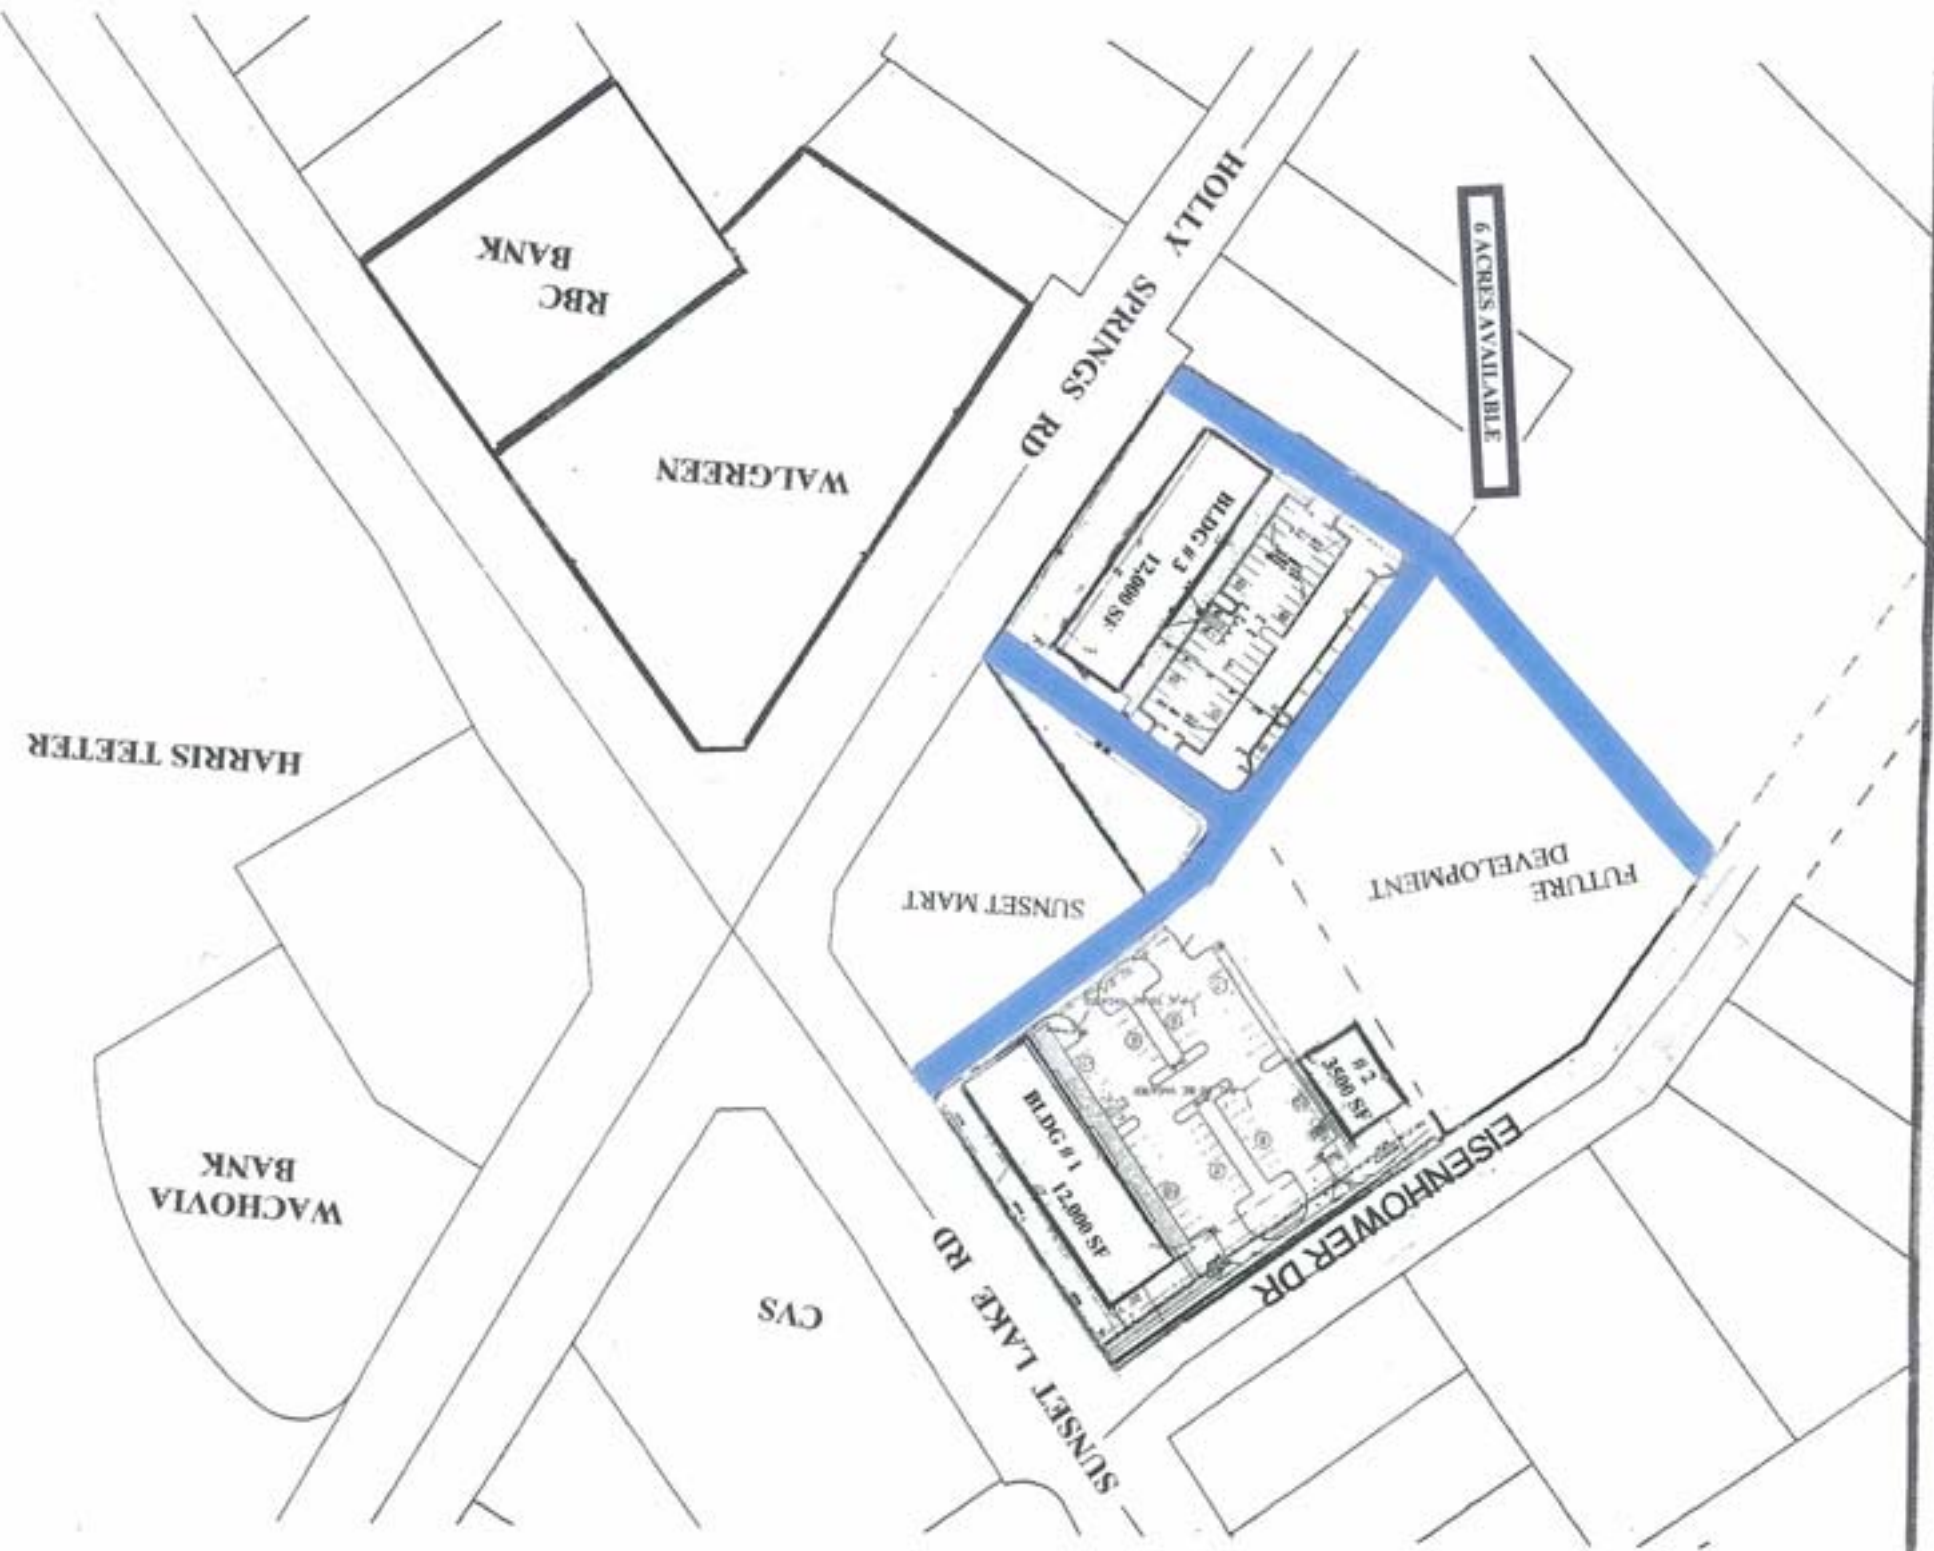 HOLLY SPRINGS RD
6 ACRES AVAILABLE
RBC
BANK
WALGREEN
BLDG # 3
12,000 SF
HARRIS TEETER
SUNSET MART
FUTURE
DEVELOPMENT
# 2
3500 SF
BLDG # 1 12,000 SF
EISENHOWER DR
WACHOVIA
BANK
CVS
SUNSET LAKE RD